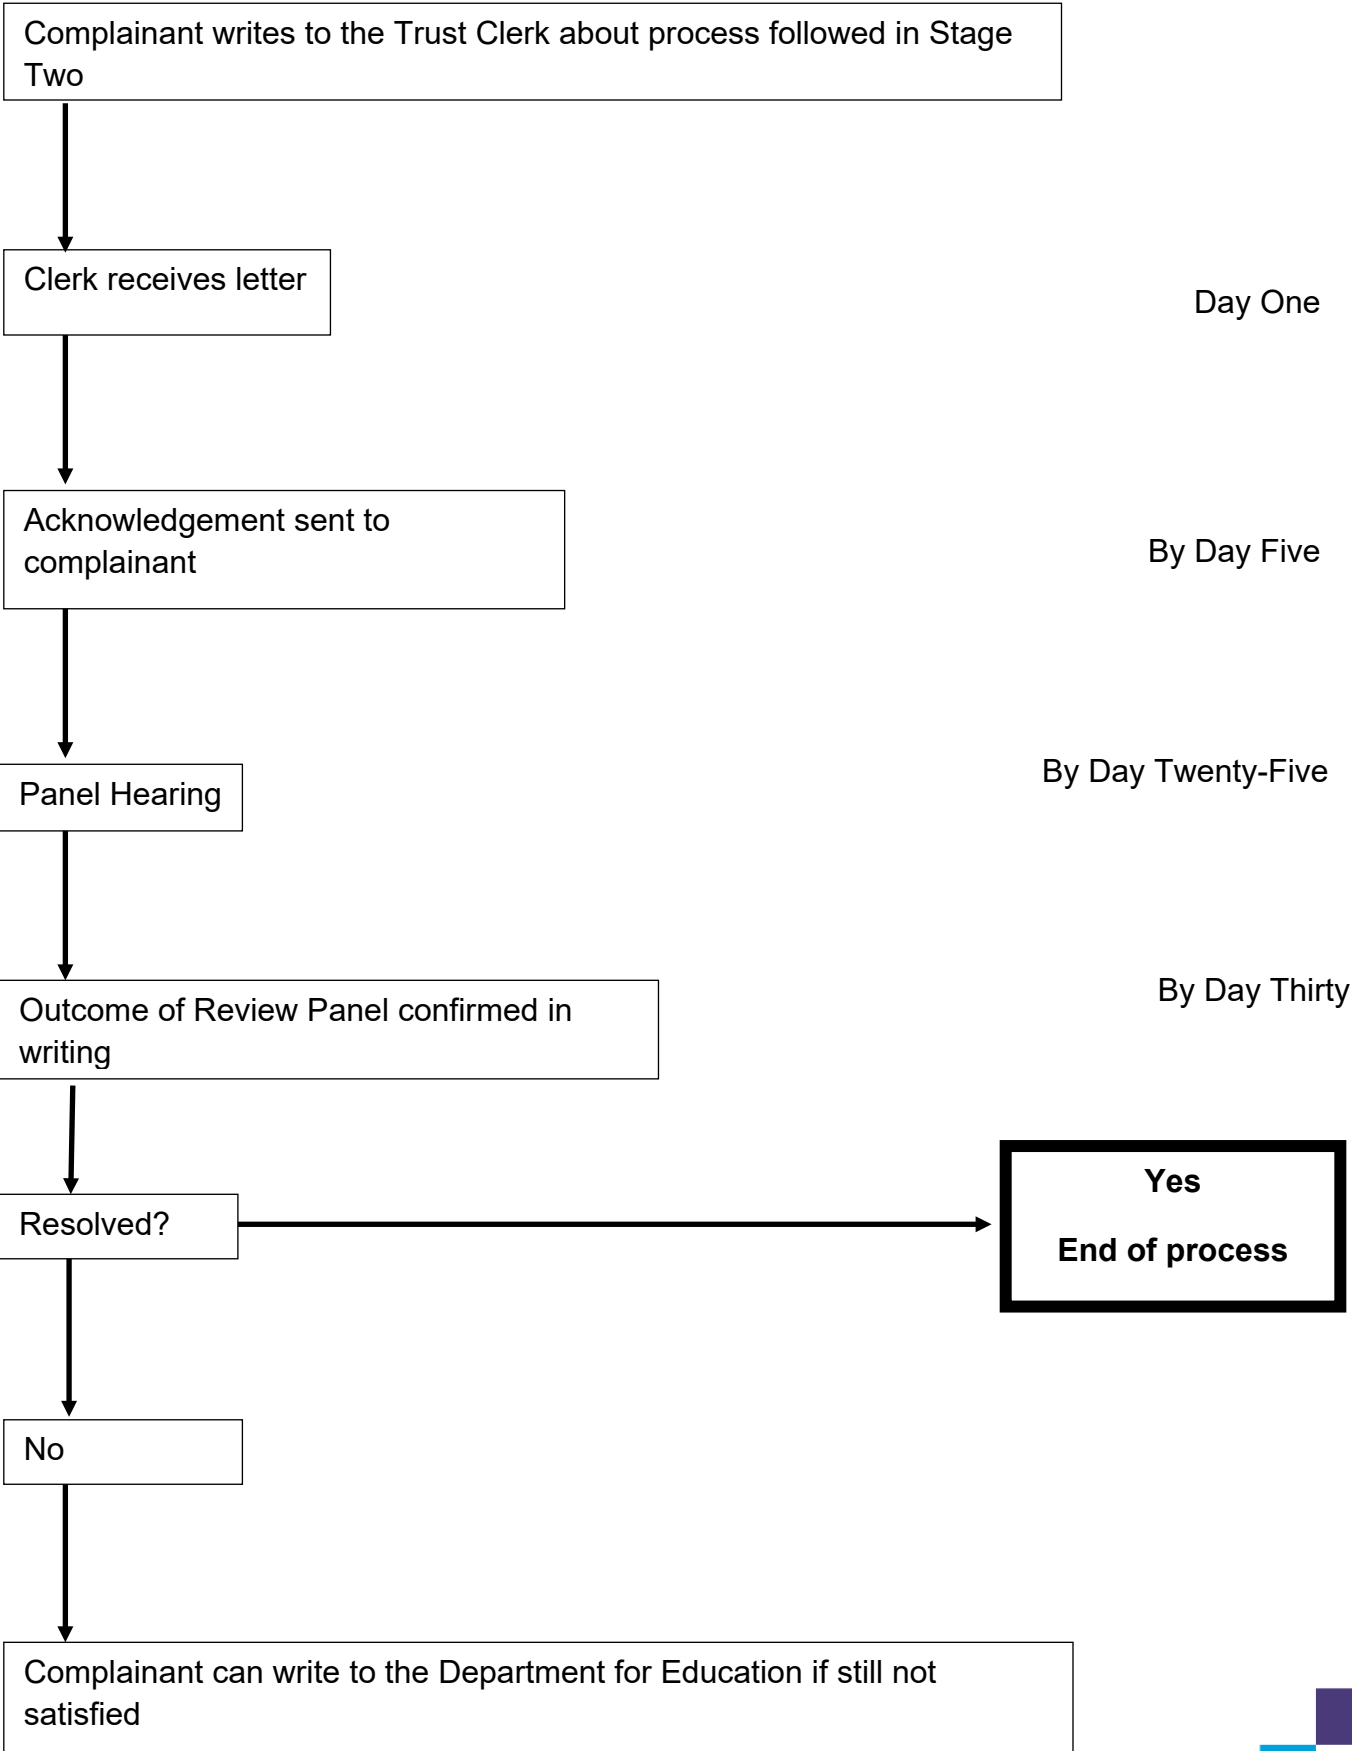 Complainant writes to the Trust Clerk about process followed in Stage
Two
Clerk receives letter
Day One
Acknowledgement sent to
complainant
By Day Five
By Day Twenty-Five
Panel Hearing
By Day Thirty
Outcome of Review Panel confirmed in
writing
Yes
Resolved?
End of process
No
Complainant can write to the Department for Education if still not
satisfied